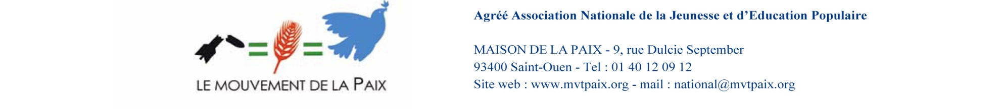 LE MOUVEMENT DE LA PAIX
Agréé Association Nationale de la Jeunesse et d’Education Populaire
MAISON DE LA PAIX - 9, rue Dulcie September
93400 Saint-Ouen - Tel : 01 40 12 09 12
Site web : www.mvtpaix.org - mail : national@mvtpaix.org